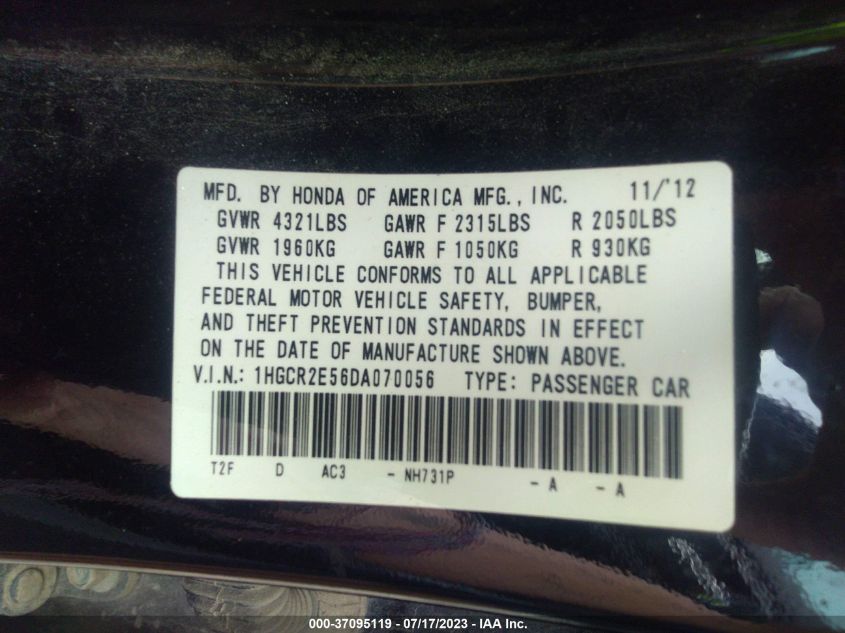 MFD. BY HONDA OF AMERICA MFG., INC. 11/'12
GVWR 4321LBS GAWR F 2315LBS R 2050LBS
GVWR 1960KG GAWR F 1050KG R 930KG
THIS VEHICLE CONFORMS TO ALL APPLICABLE
FEDERAL MOTOR VEHICLE SAFETY, BUMPER,
AND THEFT PREVENTION STANDARDS IN EFFECT
ON THE DATE OF MANUFACTURE SHOWN ABOVE.
V.I.N.: 1HGCR2E56DA070056 TYPE: PASSENGER CAR
T2F D AC3 - NH731P - A - A
000-37095119 - 07/17/2023 - IAA Inc.